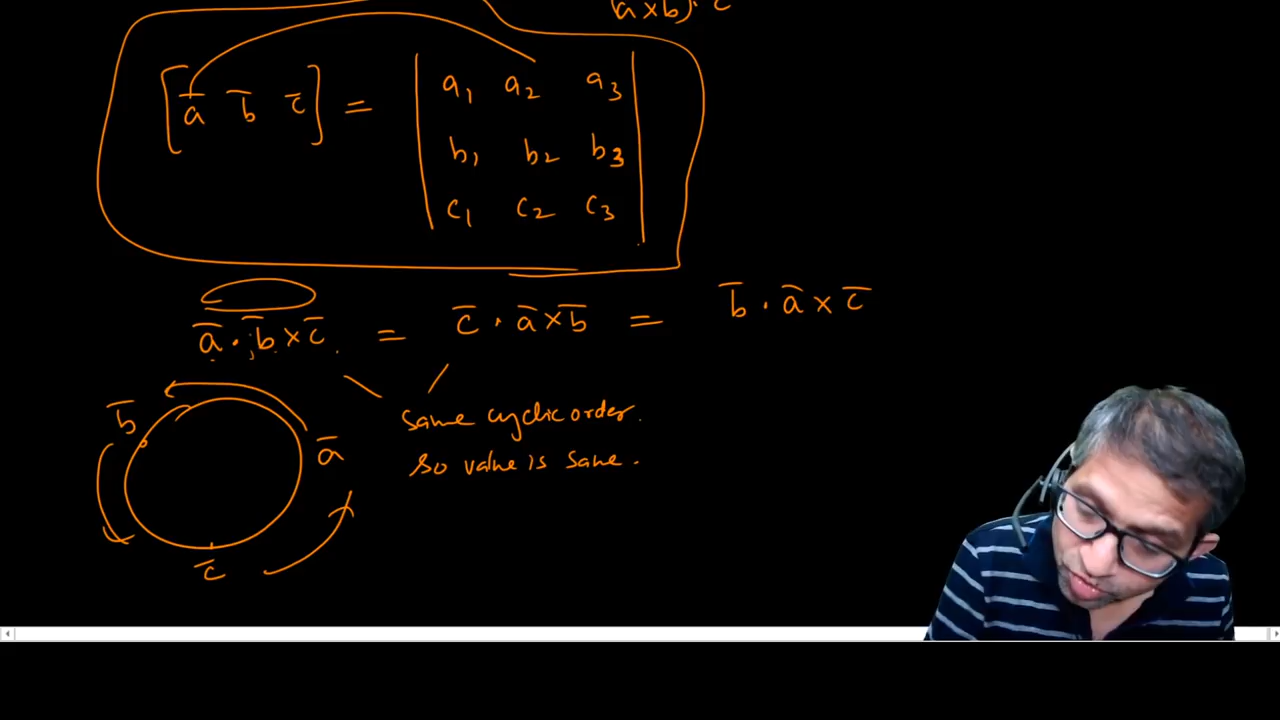 (a×b)·c
[a̅ b̅ c̅] = | a₁ a₂ a₃ |
| b₁ b₂ b₃ |
| c₁ c₂ c₃ |
a̅ · b̅ × c̅ = c̅ · a̅ × b̅ = b̅ · a̅ × c̅
same cyclic order.
so value is same.
b̅
a̅
c̅